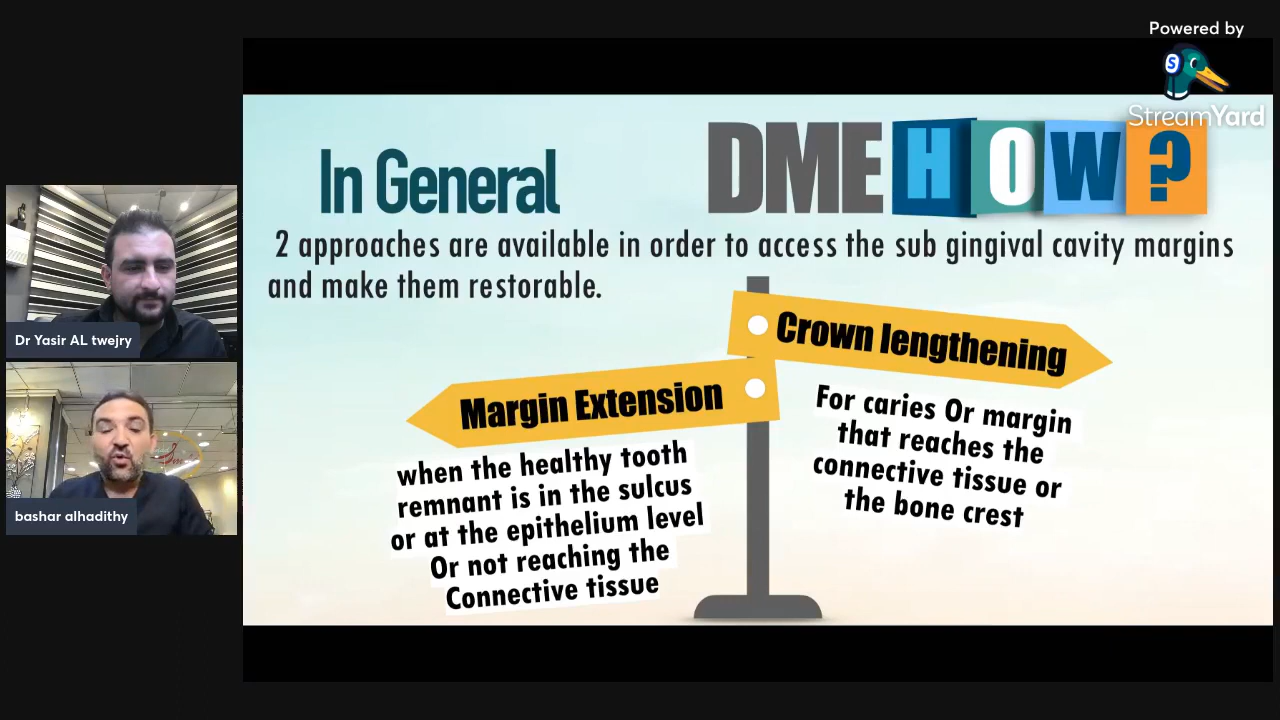 Powered by
StreamYard
In General
DME HOW?
2 approaches are available in order to access the sub gingival cavity margins
and make them restorable.
Crown lengthening
For caries Or margin
that reaches the
connective tissue or
the bone crest
Margin Extension
when the healthy tooth
remnant is in the sulcus
or at the epithelium level
Or not reaching the
Connective tissue
Dr Yasir AL twejry
bashar alhadithy